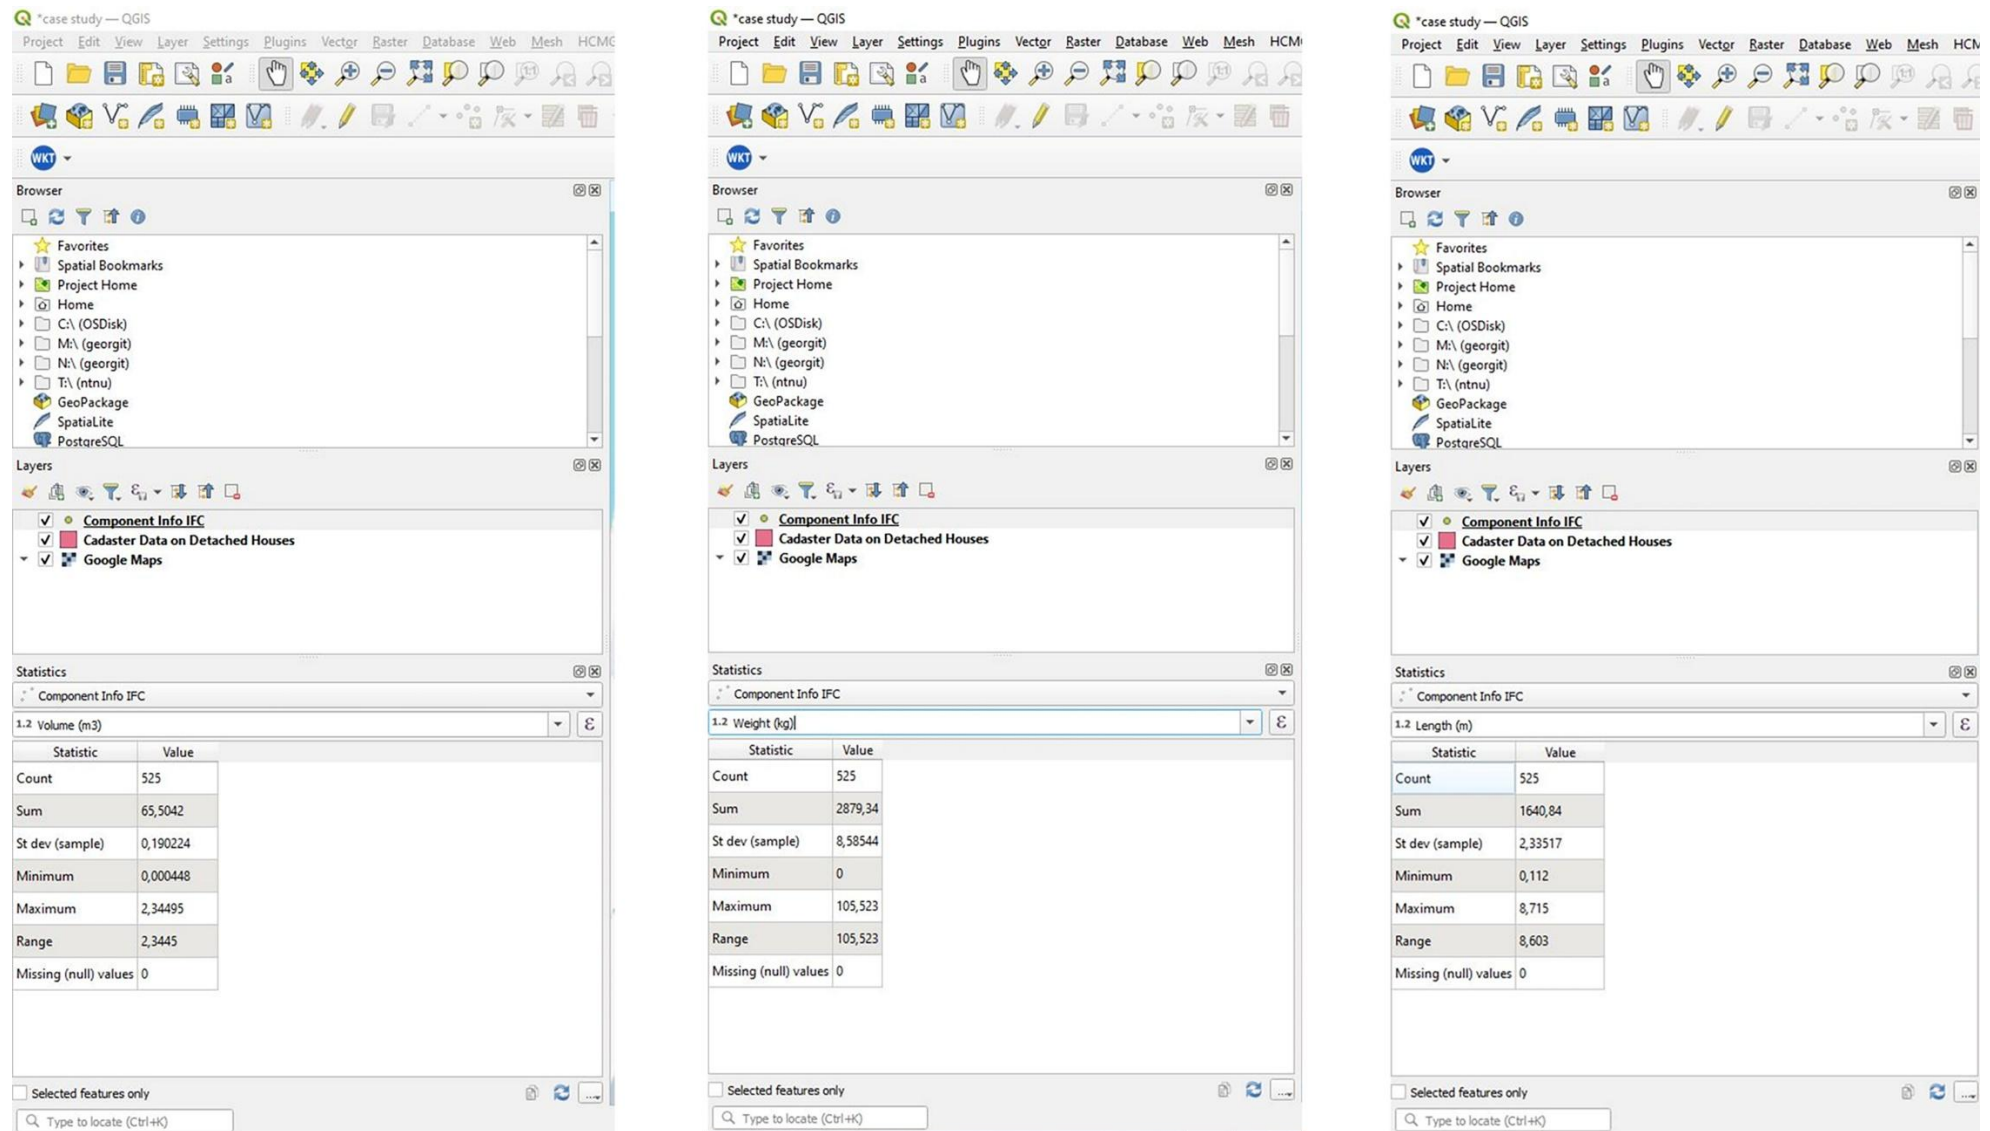 *case study — QGIS
Project Edit View Layer Settings Plugins Vector Raster Database Web Mesh HCMG
WKT
Browser
Favorites
Spatial Bookmarks
Project Home
Home
C:\ (OSDisk)
M:\ (georgit)
N:\ (georgit)
T:\ (ntnu)
GeoPackage
SpatiaLite
PostgreSQL
Layers
Component Info IFC
Cadaster Data on Detached Houses
Google Maps
Statistics
Component Info IFC
1.2 Volume (m3)
ε
Statistic Value
Count 525
Sum 65,5042
St dev (sample) 0,190224
Minimum 0,000448
Maximum 2,34495
Range 2,3445
Missing (null) values 0
Selected features only
Type to locate (Ctrl+K)
*case study — QGIS
Project Edit View Layer Settings Plugins Vector Raster Database Web Mesh HCM
WKT
Browser
Favorites
Spatial Bookmarks
Project Home
Home
C:\ (OSDisk)
M:\ (georgit)
N:\ (georgit)
T:\ (ntnu)
GeoPackage
SpatiaLite
PostgreSQL
Layers
Component Info IFC
Cadaster Data on Detached Houses
Google Maps
Statistics
Component Info IFC
1.2 Weight (kg)
ε
Statistic Value
Count 525
Sum 2879,34
St dev (sample) 8,58544
Minimum 0
Maximum 105,523
Range 105,523
Missing (null) values 0
Selected features only
Type to locate (Ctrl+K)
*case study — QGIS
Project Edit View Layer Settings Plugins Vector Raster Database Web Mesh HCM
WKT
Browser
Favorites
Spatial Bookmarks
Project Home
Home
C:\ (OSDisk)
M:\ (georgit)
N:\ (georgit)
T:\ (ntnu)
GeoPackage
SpatiaLite
PostgreSQL
Layers
Component Info IFC
Cadaster Data on Detached Houses
Google Maps
Statistics
Component Info IFC
1.2 Length (m)
ε
Statistic Value
Count 525
Sum 1640,84
St dev (sample) 2,33517
Minimum 0,112
Maximum 8,715
Range 8,603
Missing (null) values 0
Selected features only
Type to locate (Ctrl+K)